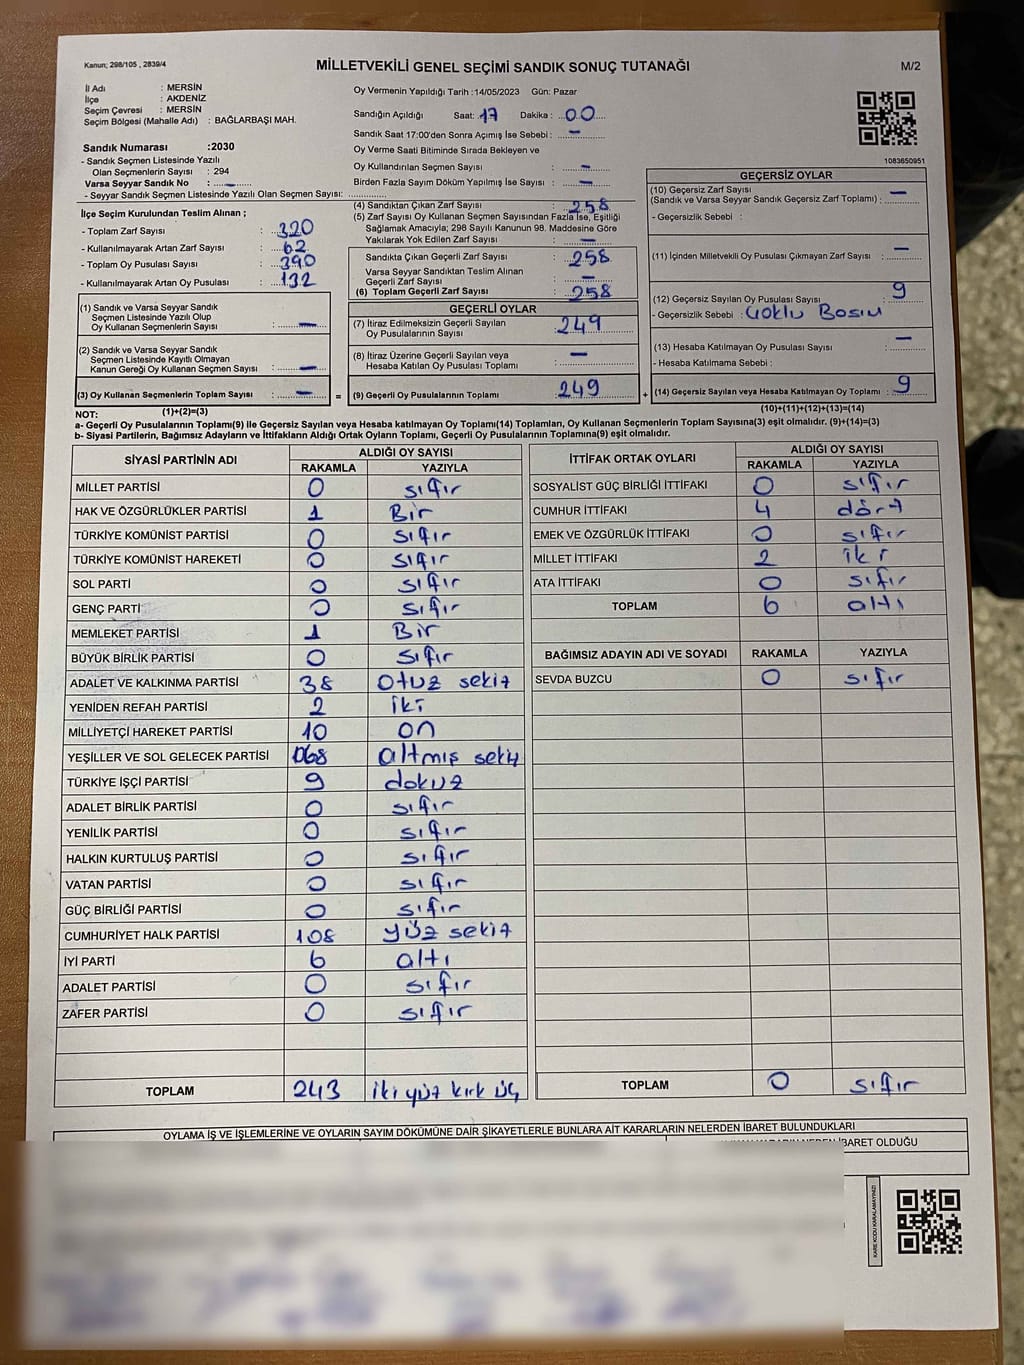 Kanun; 298/105 , 2839/4
MİLLETVEKİLİ GENEL SEÇİMİ SANDIK SONUÇ TUTANAĞI
M/2
İl Adı : MERSİN
İlçe : AKDENİZ
Seçim Çevresi : MERSİN
Seçim Bölgesi (Mahalle Adı) : BAĞLARBAŞI MAH.
Sandık Numarası :2030
- Sandık Seçmen Listesinde Yazılı
Olan Seçmenlerin Sayısı : 294
Varsa Seyyar Sandık No : –
- Seyyar Sandık Seçmen Listesinde Yazılı Olan Seçmen Sayısı:
İlçe Seçim Kurulundan Teslim Alınan ;
- Toplam Zarf Sayısı : 320
- Kullanılmayarak Artan Zarf Sayısı : 62
- Toplam Oy Pusulası Sayısı : 390
- Kullanılmayarak Artan Oy Pusulası : 132
(1) Sandık ve Varsa Seyyar Sandık
Seçmen Listesinde Yazılı Olup
Oy Kullanan Seçmenlerin Sayısı : –
(2) Sandık ve Varsa Seyyar Sandık
Seçmen Listesinde Kayıtlı Olmayan
Kanun Gereği Oy Kullanan Seçmen Sayısı : –
(3) Oy Kullanan Seçmenlerin Toplam Sayısı : – =
(1)+(2)=(3)
Oy Vermenin Yapıldığı Tarih :14/05/2023 Gün: Pazar
Sandığın Açıldığı Saat: 17 Dakika : 00
Sandık Saat 17:00'den Sonra Açımış İse Sebebi : –
Oy Verme Saati Bitiminde Sırada Bekleyen ve
Oy Kullandırılan Seçmen Sayısı : –
Birden Fazla Sayım Döküm Yapılmış İse Sayısı : –
(4) Sandıktan Çıkan Zarf Sayısı : 258
(5) Zarf Sayısı Oy Kullanan Seçmen Sayısından Fazla İse, Eşitliği
Sağlamak Amacıyla; 298 Sayılı Kanunun 98. Maddesine Göre
Yakılarak Yok Edilen Zarf Sayısı : –
Sandıkta Çıkan Geçerli Zarf Sayısı : 258
Varsa Seyyar Sandıktan Teslim Alınan
Geçerli Zarf Sayısı : –
(6) Toplam Geçerli Zarf Sayısı : 258
GEÇERLİ OYLAR
(7) İtiraz Edilmeksizin Geçerli Sayılan
Oy Pusulalarının Sayısı : 249
(8) İtiraz Üzerine Geçerli Sayılan veya
Hesaba Katılan Oy Pusulası Toplamı : –
(9) Geçerli Oy Pusulalarının Toplamı : 249 +
1083650951
GEÇERSİZ OYLAR
(10) Geçersiz Zarf Sayısı : –
(Sandık ve Varsa Seyyar Sandık Geçersiz Zarf Toplamı) :
- Geçersizlik Sebebi :
(11) İçinden Milletvekili Oy Pusulası Çıkmayan Zarf Sayısı : –
(12) Geçersiz Sayılan Oy Pusulası Sayısı : 9
- Geçersizlik Sebebi : Çoklu Basım
(13) Hesaba Katılmayan Oy Pusulası Sayısı : –
- Hesaba Katılmama Sebebi :
(14) Geçersiz Sayılan veya Hesaba Katılmayan Oy Toplamı : 9
(10)+(11)+(12)+(13)=(14)
NOT:
a- Geçerli Oy Pusulalarının Toplamı(9) ile Geçersiz Sayılan veya Hesaba katılmayan Oy Toplamı(14) Toplamları, Oy Kullanan Seçmenlerin Toplam Sayısına(3) eşit olmalıdır. (9)+(14)=(3)
b- Siyasi Partilerin, Bağımsız Adayların ve İttifakların Aldığı Ortak Oyların Toplamı, Geçerli Oy Pusulalarının Toplamına(9) eşit olmalıdır.
SİYASİ PARTİNİN ADI ALDIĞI OY SAYISI
RAKAMLA YAZIYLA
MİLLET PARTİSİ 0 sıfır
HAK VE ÖZGÜRLÜKLER PARTİSİ 1 Bir
TÜRKİYE KOMÜNİST PARTİSİ 0 sıfır
TÜRKİYE KOMÜNİST HAREKETİ 0 sıfır
SOL PARTİ 0 sıfır
GENÇ PARTİ 0 sıfır
MEMLEKET PARTİSİ 1 Bir
BÜYÜK BİRLİK PARTİSİ 0 sıfır
ADALET VE KALKINMA PARTİSİ 38 otuz sekiz
YENİDEN REFAH PARTİSİ 2 iki
MİLLİYETÇİ HAREKET PARTİSİ 10 on
YEŞİLLER VE SOL GELECEK PARTİSİ 068 altmış sekiz
TÜRKİYE İŞÇİ PARTİSİ 9 dokuz
ADALET BİRLİK PARTİSİ 0 sıfır
YENİLİK PARTİSİ 0 sıfır
HALKIN KURTULUŞ PARTİSİ 0 sıfır
VATAN PARTİSİ 0 sıfır
GÜÇ BİRLİĞİ PARTİSİ 0 sıfır
CUMHURİYET HALK PARTİSİ 108 yüz sekiz
İYİ PARTİ 6 altı
ADALET PARTİSİ 0 sıfır
ZAFER PARTİSİ 0 sıfır
TOPLAM 243 iki yüz kırk üç
İTTİFAK ORTAK OYLARI ALDIĞI OY SAYISI
RAKAMLA YAZIYLA
SOSYALİST GÜÇ BİRLİĞİ İTTİFAKI 0 sıfır
CUMHUR İTTİFAKI 4 dört
EMEK VE ÖZGÜRLÜK İTTİFAKI 0 sıfır
MİLLET İTTİFAKI 2 iki
ATA İTTİFAKI 0 sıfır
TOPLAM 6 altı
BAĞIMSIZ ADAYIN ADI VE SOYADI RAKAMLA YAZIYLA
SEVDA BUZCU 0 sıfır
TOPLAM 0 sıfır
OYLAMA İŞ VE İŞLEMLERİNE VE OYLARIN SAYIM DÖKÜMÜNE DAİR ŞİKAYETLERLE BUNLARA AİT KARARLARIN NELERDEN İBARET BULUNDUKLARI
İBARET OLDUĞU
KARE KODU KARALAMAYINIZ!